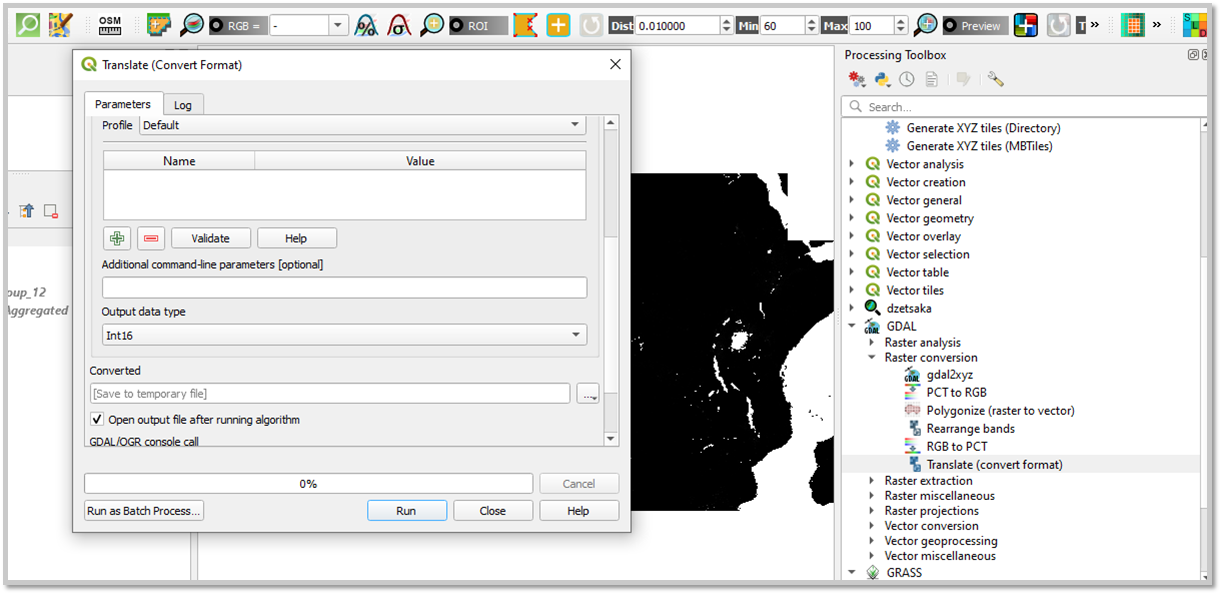 OSM
RGB =
-
ROI
Dist 0.010000
Min 60
Max 100
Preview
T
»
»
Translate (Convert Format)
Parameters
Log
Profile Default
Name Value
Validate
Help
Additional command-line parameters [optional]
Output data type
Int16
Converted
[Save to temporary file]
...
Open output file after running algorithm
GDAL/OGR console call
0%
Cancel
Run as Batch Process...
Run
Close
Help
oup_12
Aggregated
Processing Toolbox
Search...
Generate XYZ tiles (Directory)
Generate XYZ tiles (MBTiles)
Vector analysis
Vector creation
Vector general
Vector geometry
Vector overlay
Vector selection
Vector table
Vector tiles
dzetsaka
GDAL
Raster analysis
Raster conversion
gdal2xyz
PCT to RGB
Polygonize (raster to vector)
Rearrange bands
RGB to PCT
Translate (convert format)
Raster extraction
Raster miscellaneous
Raster projections
Vector conversion
Vector geoprocessing
Vector miscellaneous
GRASS